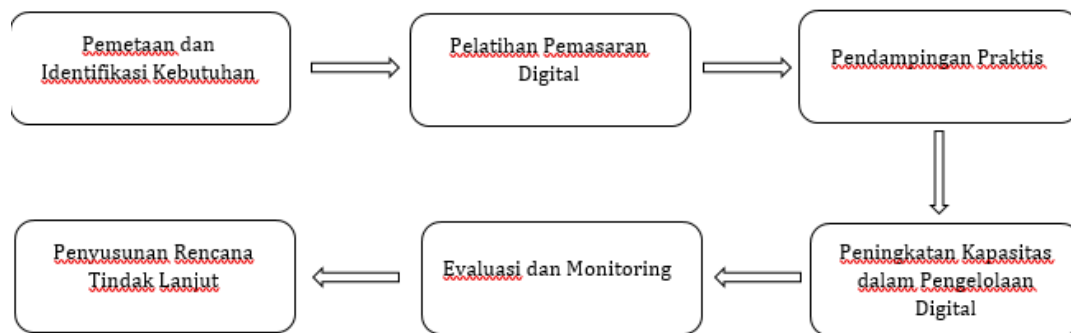 Pemetaan dan
Identifikasi Kebutuhan
Pelatihan Pemasaran
Digital
Pendampingan Praktis
Peningkatan Kapasitas
dalam Pengelolaan
Digital
Evaluasi dan Monitoring
Penyusunan Rencana
Tindak Lanjut